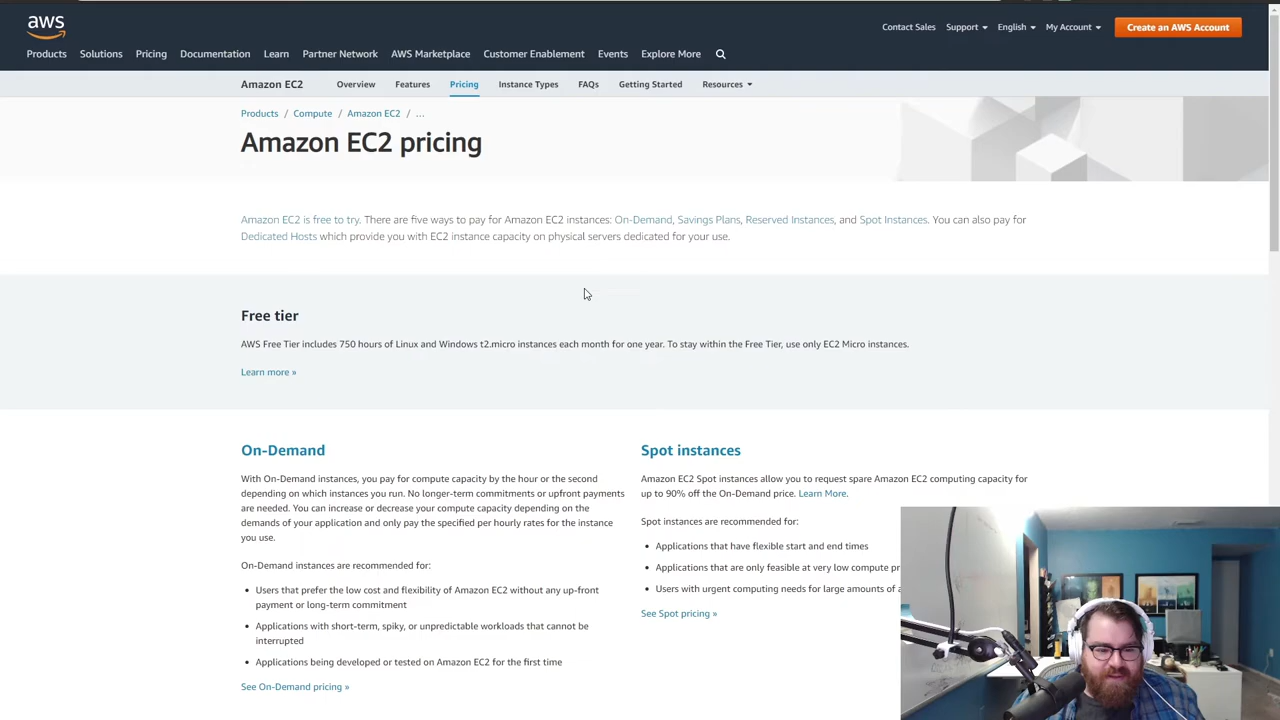 aws
Contact Sales Support English My Account Create an AWS Account
Products Solutions Pricing Documentation Learn Partner Network AWS Marketplace Customer Enablement Events Explore More
Amazon EC2 Overview Features Pricing Instance Types FAQs Getting Started Resources
Products / Compute / Amazon EC2 / ...
Amazon EC2 pricing
Amazon EC2 is free to try. There are five ways to pay for Amazon EC2 instances: On-Demand, Savings Plans, Reserved Instances, and Spot Instances. You can also pay for
Dedicated Hosts which provide you with EC2 instance capacity on physical servers dedicated for your use.
Free tier
AWS Free Tier includes 750 hours of Linux and Windows t2.micro instances each month for one year. To stay within the Free Tier, use only EC2 Micro instances.
Learn more »
On-Demand
With On-Demand instances, you pay for compute capacity by the hour or the second
depending on which instances you run. No longer-term commitments or upfront payments
are needed. You can increase or decrease your compute capacity depending on the
demands of your application and only pay the specified per hourly rates for the instance
you use.
On-Demand instances are recommended for:
• Users that prefer the low cost and flexibility of Amazon EC2 without any up-front
payment or long-term commitment
• Applications with short-term, spiky, or unpredictable workloads that cannot be
interrupted
• Applications being developed or tested on Amazon EC2 for the first time
See On-Demand pricing »
Spot instances
Amazon EC2 Spot instances allow you to request spare Amazon EC2 computing capacity for
up to 90% off the On-Demand price. Learn More.
Spot instances are recommended for:
• Applications that have flexible start and end times
• Applications that are only feasible at very low compute pr
• Users with urgent computing needs for large amounts of a
See Spot pricing »